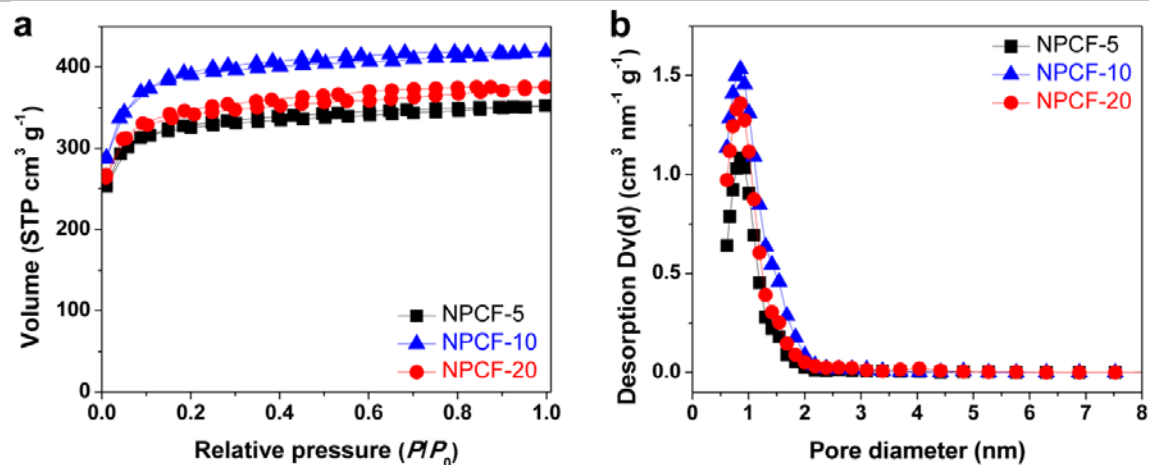 a
Volume (STP cm³ g⁻¹)
400
300
200
100
0
0.0 0.2 0.4 0.6 0.8 1.0
Relative pressure (P/P₀)
NPCF-5
NPCF-10
NPCF-20
b
Desorption Dv(d) (cm³ nm⁻¹ g⁻¹)
1.5
1.0
0.5
0.0
0 1 2 3 4 5 6 7 8
Pore diameter (nm)
NPCF-5
NPCF-10
NPCF-20